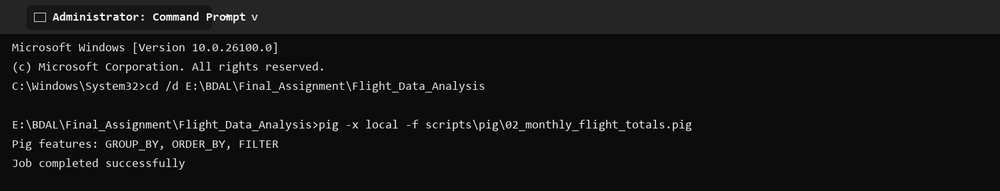 Administrator: Command Prompt v
Microsoft Windows [Version 10.0.26100.0]
(c) Microsoft Corporation. All rights reserved.
C:\Windows\System32>cd /d E:\BDAL\Final_Assignment\Flight_Data_Analysis
E:\BDAL\Final_Assignment\Flight_Data_Analysis>pig -x local -f scripts\pig\02_monthly_flight_totals.pig
Pig features: GROUP_BY, ORDER_BY, FILTER
Job completed successfully